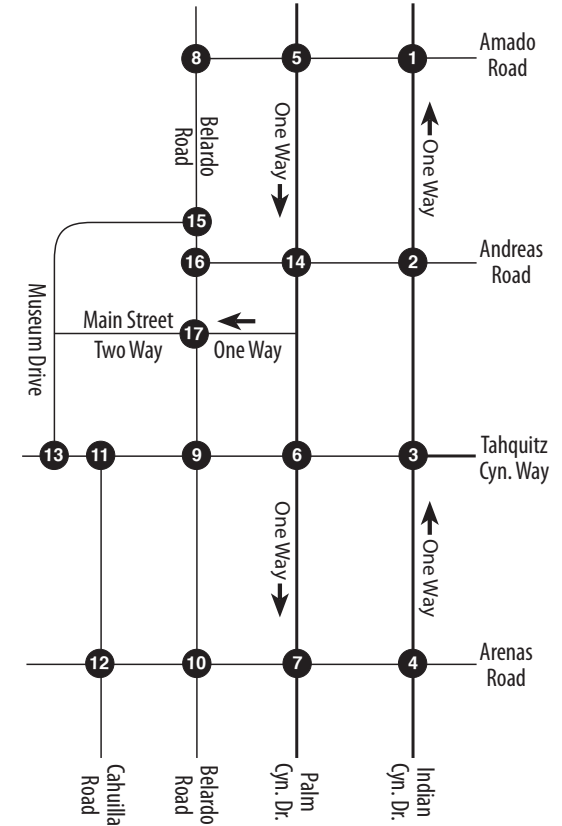 Amado
Road
8
5
1
One Way
One Way
Belardo
Road
15
Andreas
Road
16
14
2
Museum Drive
Main Street
Two Way
17
One Way
Tahquitz
Cyn. Way
13
11
9
6
3
One Way
One Way
Arenas
Road
12
10
7
4
Cahuilla
Road
Belardo
Road
Palm
Cyn. Dr.
Indian
Cyn. Dr.